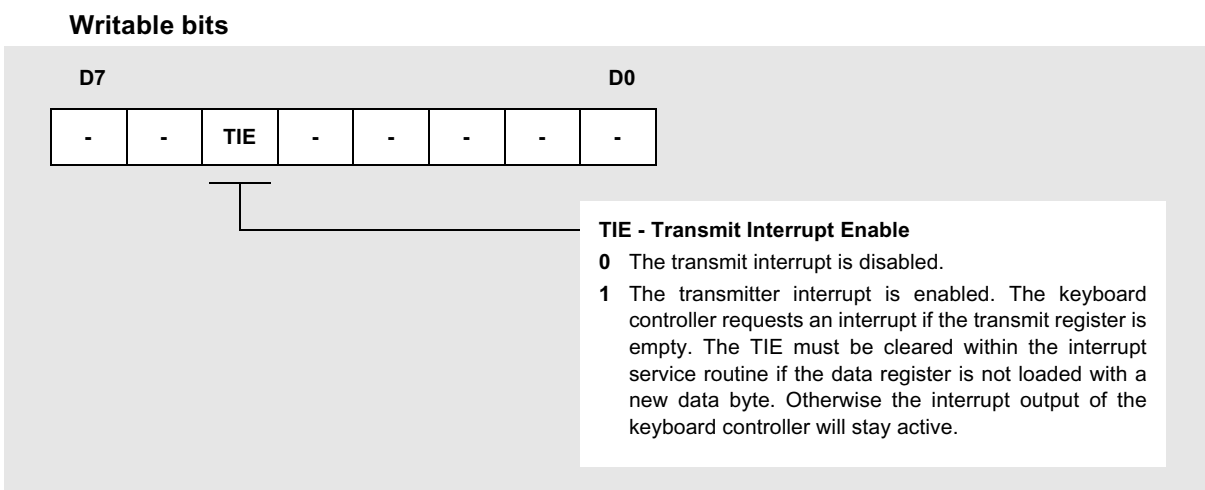 Writable bits
D7 D0
- - TIE - - - - -
TIE - Transmit Interrupt Enable
0 The transmit interrupt is disabled.
1 The transmitter interrupt is enabled. The keyboard
controller requests an interrupt if the transmit register is
empty. The TIE must be cleared within the interrupt
service routine if the data register is not loaded with a
new data byte. Otherwise the interrupt output of the
keyboard controller will stay active.